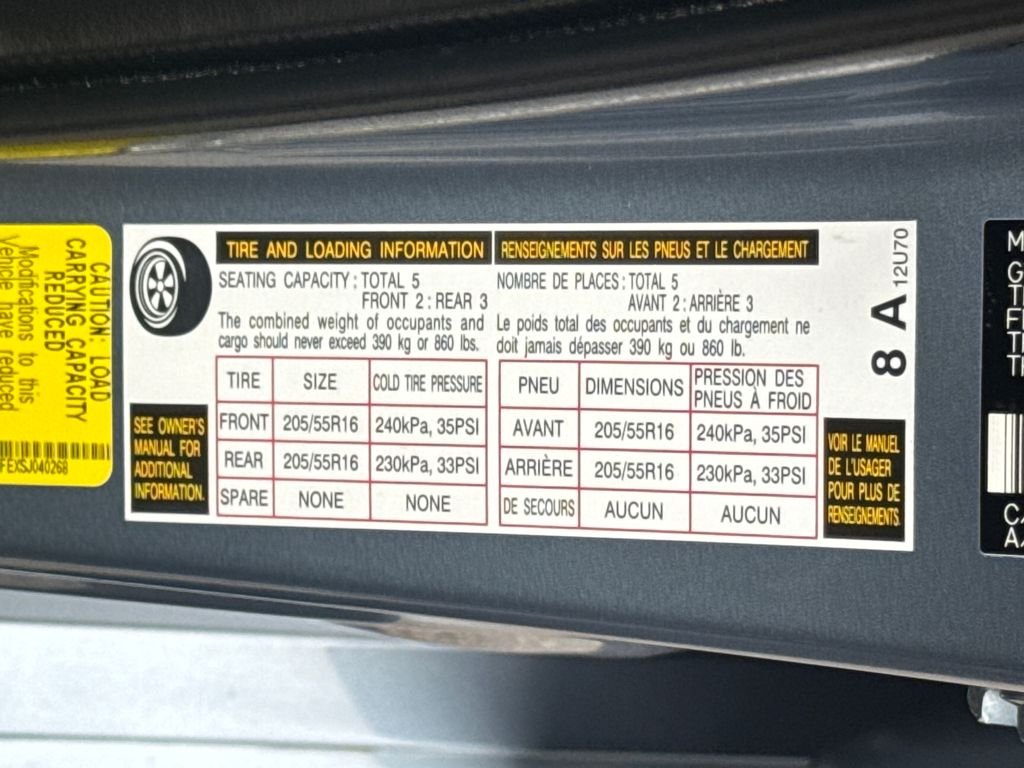 CAUTION: LOAD
CARRYING CAPACITY
REDUCED
Modifications to this
Vehicle have reduced
FEXSJ040268
TIRE AND LOADING INFORMATION
SEATING CAPACITY : TOTAL 5
FRONT 2 : REAR 3
The combined weight of occupants and
cargo should never exceed 390 kg or 860 lbs.
TIRE SIZE COLD TIRE PRESSURE
FRONT 205/55R16 240kPa, 35PSI
REAR 205/55R16 230kPa, 33PSI
SPARE NONE NONE
SEE OWNER'S
MANUAL FOR
ADDITIONAL
INFORMATION.
RENSEIGNEMENTS SUR LES PNEUS ET LE CHARGEMENT
NOMBRE DE PLACES : TOTAL 5
AVANT 2 : ARRIÈRE 3
Le poids total des occupants et du chargement ne
doit jamais dépasser 390 kg ou 860 lb.
PNEU DIMENSIONS PRESSION DES
PNEUS À FROID
AVANT 205/55R16 240kPa, 35PSI
ARRIÈRE 205/55R16 230kPa, 33PSI
DE SECOURS AUCUN AUCUN
VOIR LE MANUEL
DE L'USAGER
POUR PLUS DE
RENSEIGNEMENTS.
8 A 12U70